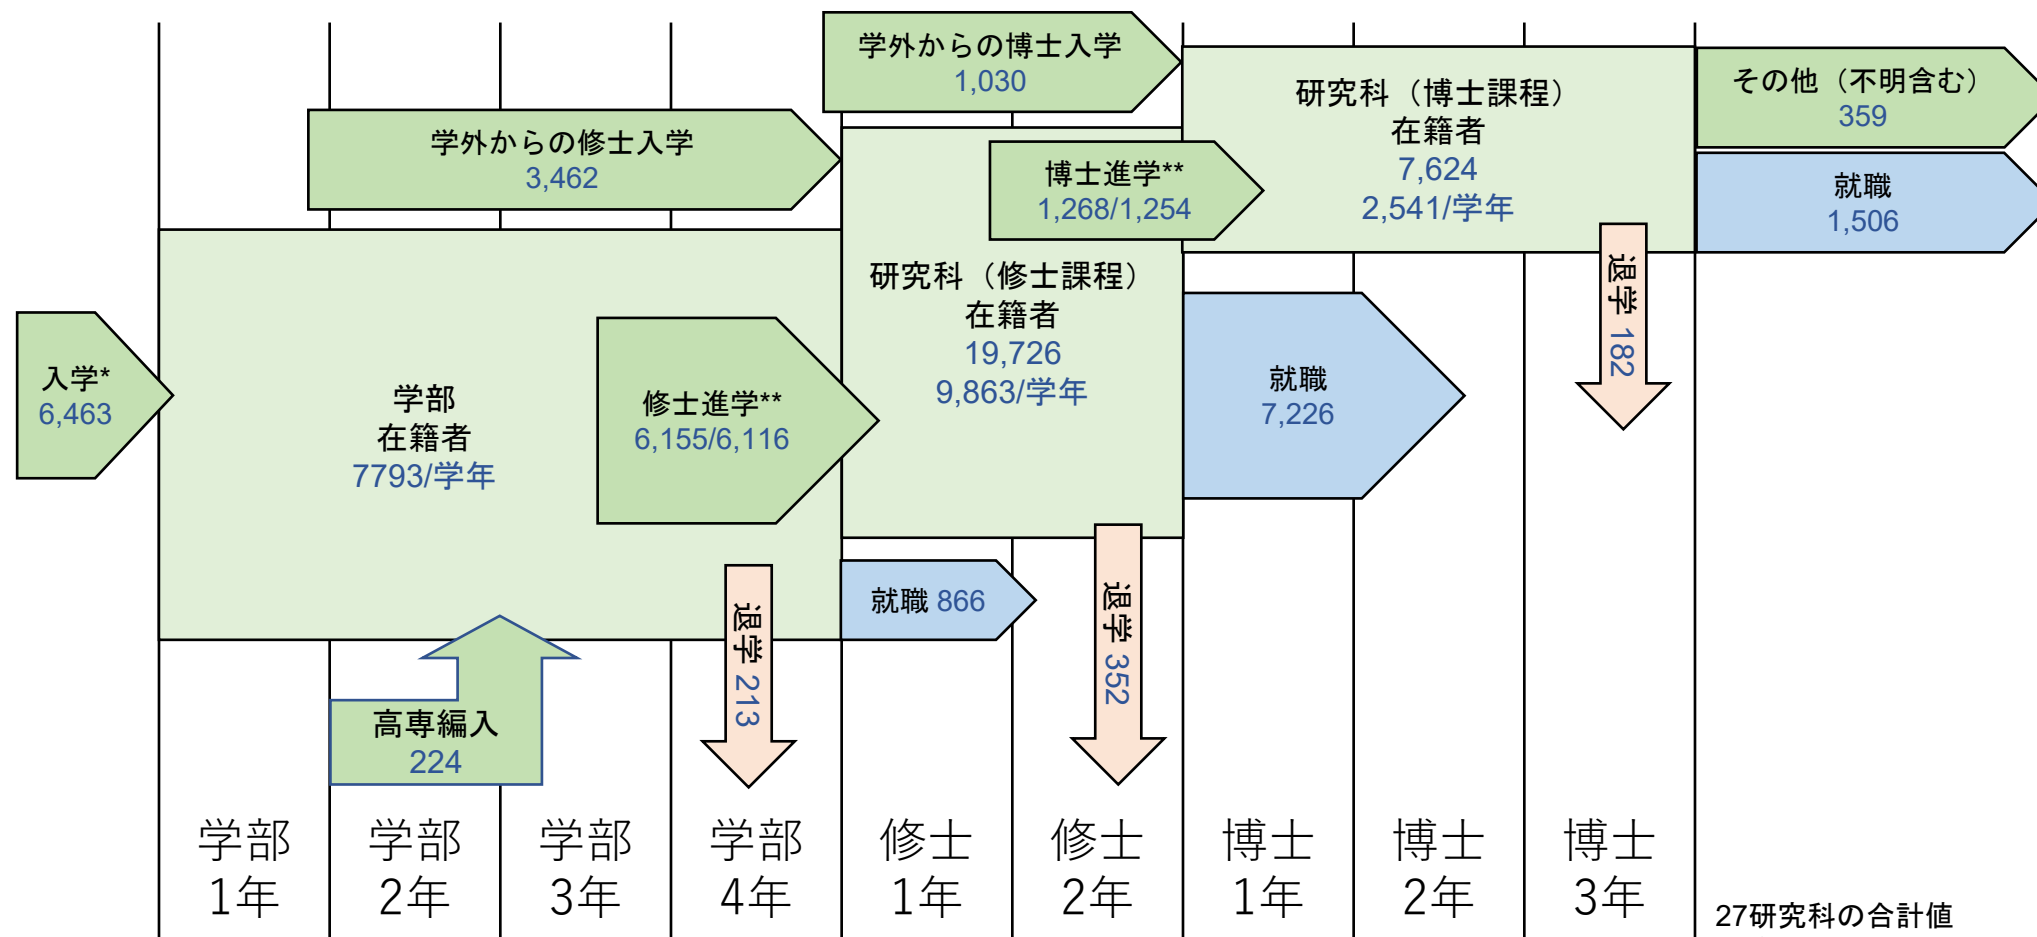 学外からの博士入学
1,030
研究科（博士課程）
在籍者
7,624
2,541/学年
その他（不明含む）
359
就職
1,506
学外からの修士入学
3,462
博士進学**
1,268/1,254
退学 182
研究科（修士課程）
在籍者
19,726
9,863/学年
就職
7,226
入学*
6,463
学部
在籍者
7793/学年
修士進学**
6,155/6,116
就職 866
退学 213
退学 352
高専編入
224
学部
1年
学部
2年
学部
3年
学部
4年
修士
1年
修士
2年
博士
1年
博士
2年
博士
3年
27研究科の合計値